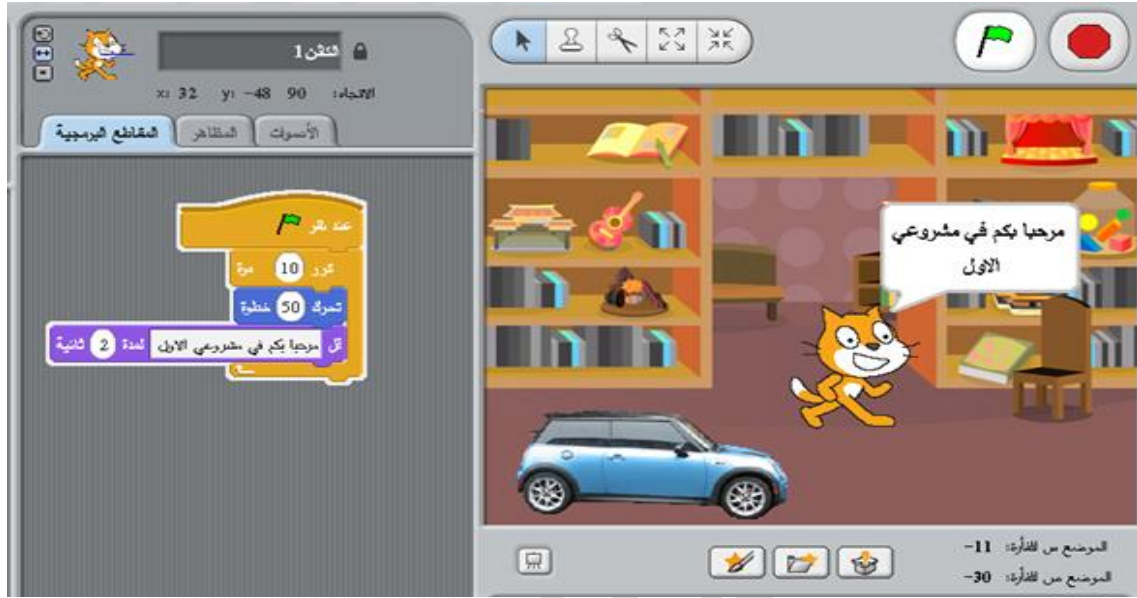 الكائن1
x: 32 y: -48 90 الاتجاه:
المقاطع البرمجية المظاهر الأصوات
عند نقر
كرر 10 مرة
تحرك 50 خطوة
قل مرحبا بكم في مشروعي الاول لمدة 2 ثانية
مرحبا بكم في مشروعي
الاول
الموضع س للفأرة: -11
الموضع ص للفأرة: -30